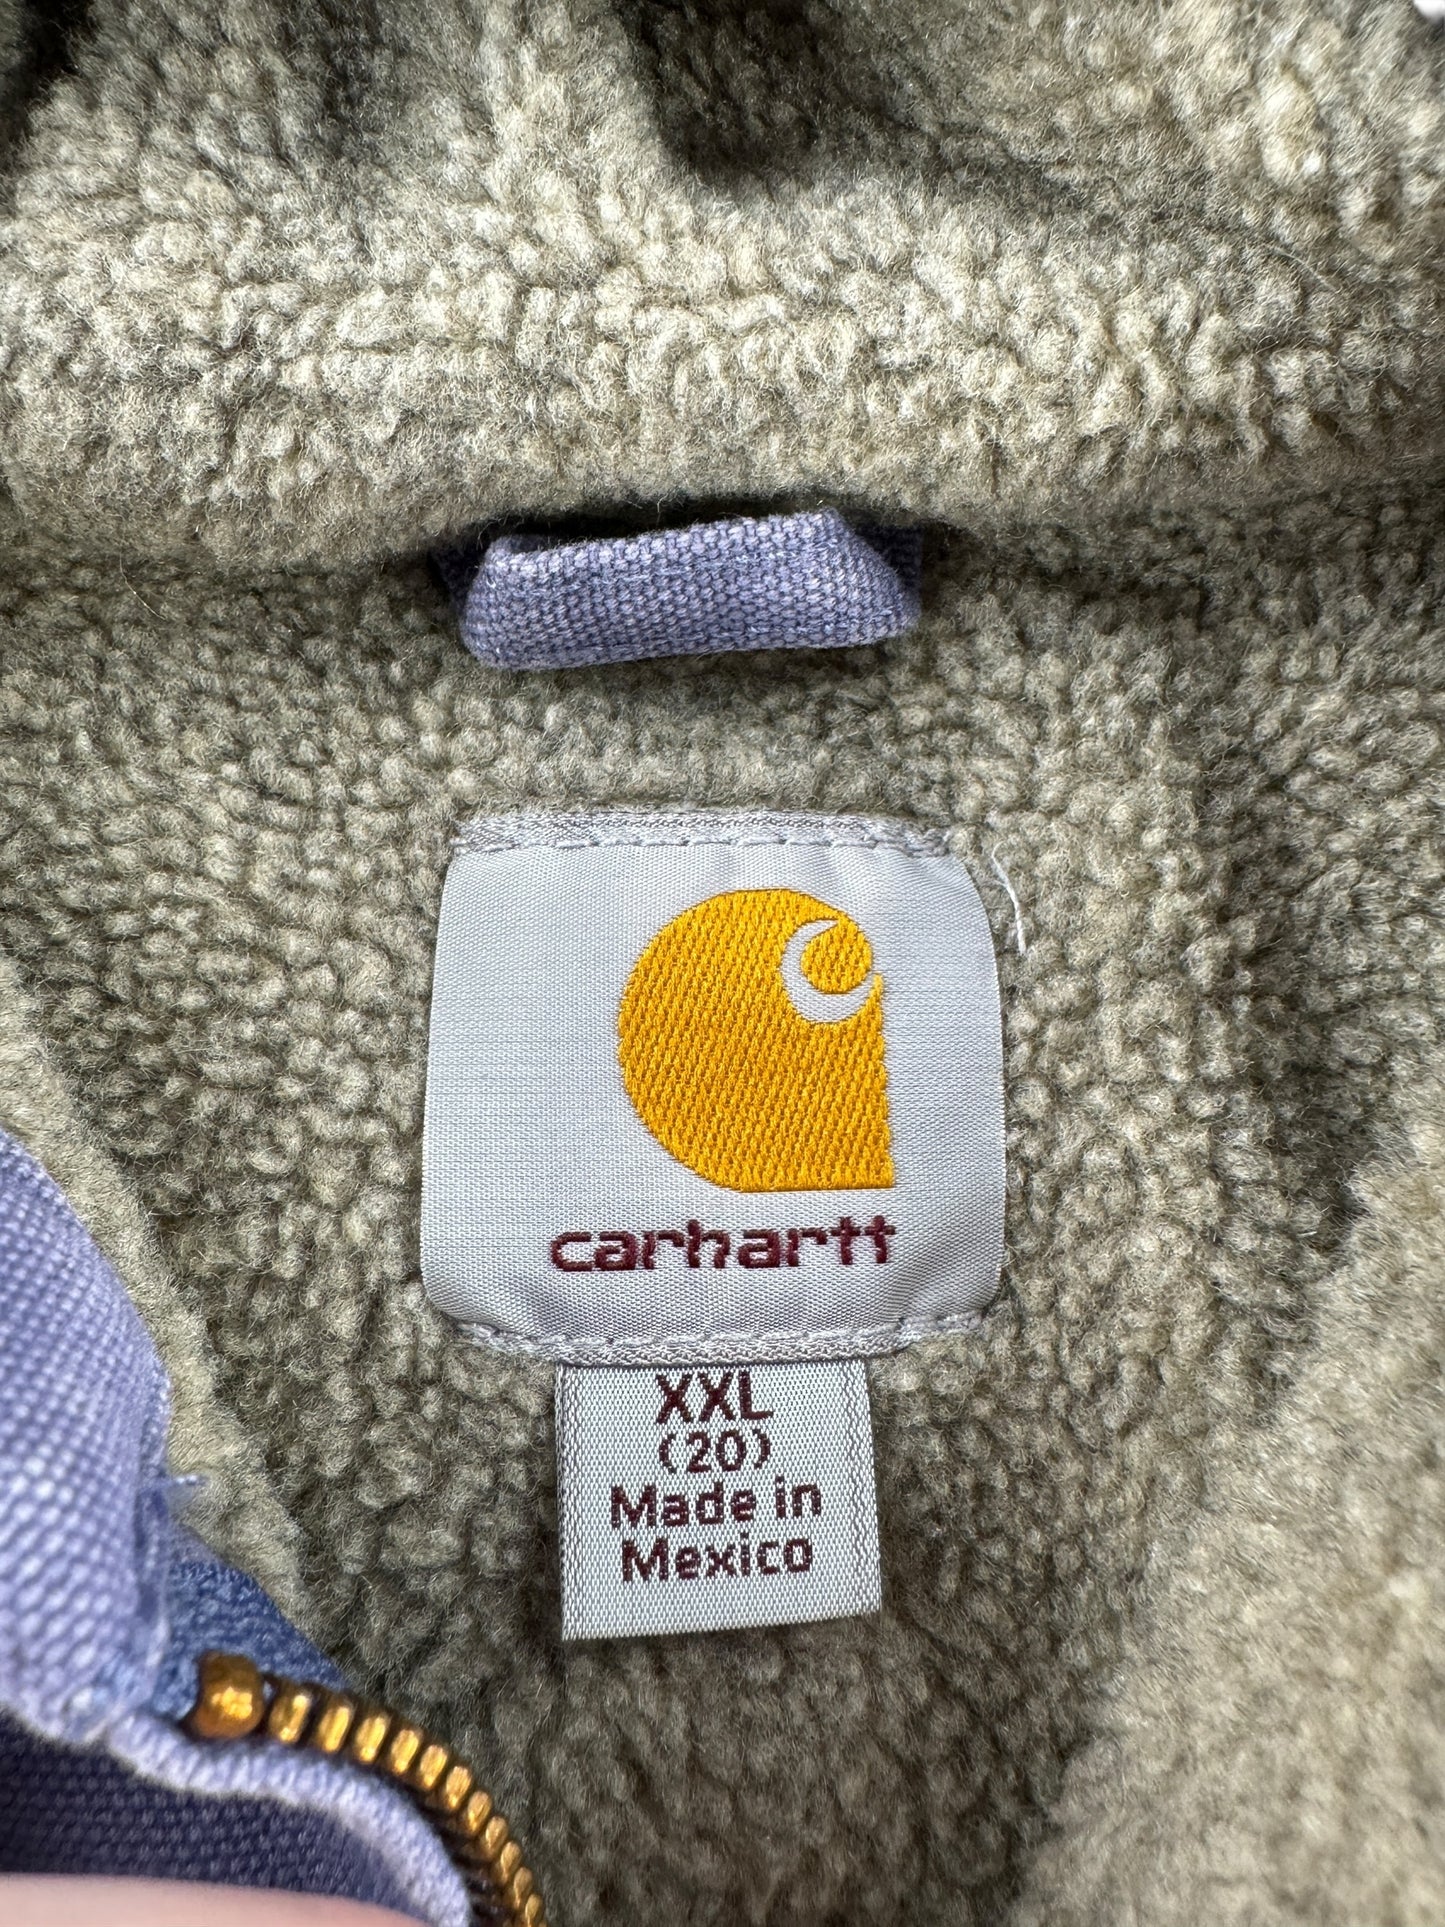 carhartt
XXL
(20)
Made in
Mexico